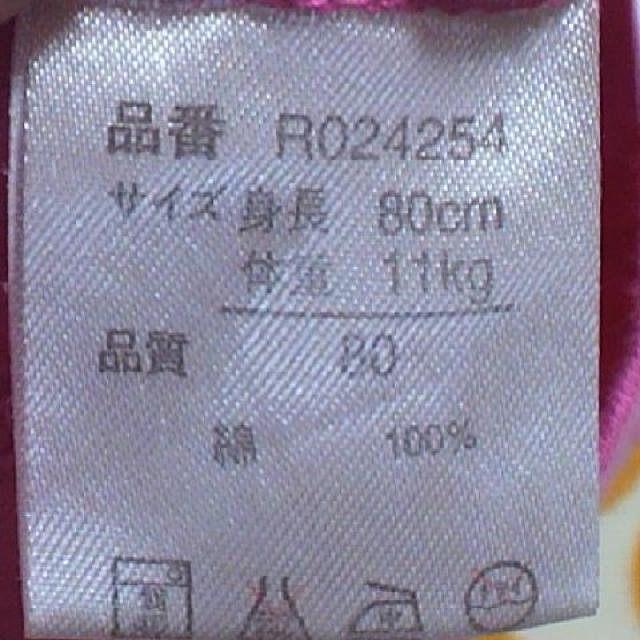 品番 R024254
サイズ 身長 80cm
体重 11kg
品質 80
綿 100%